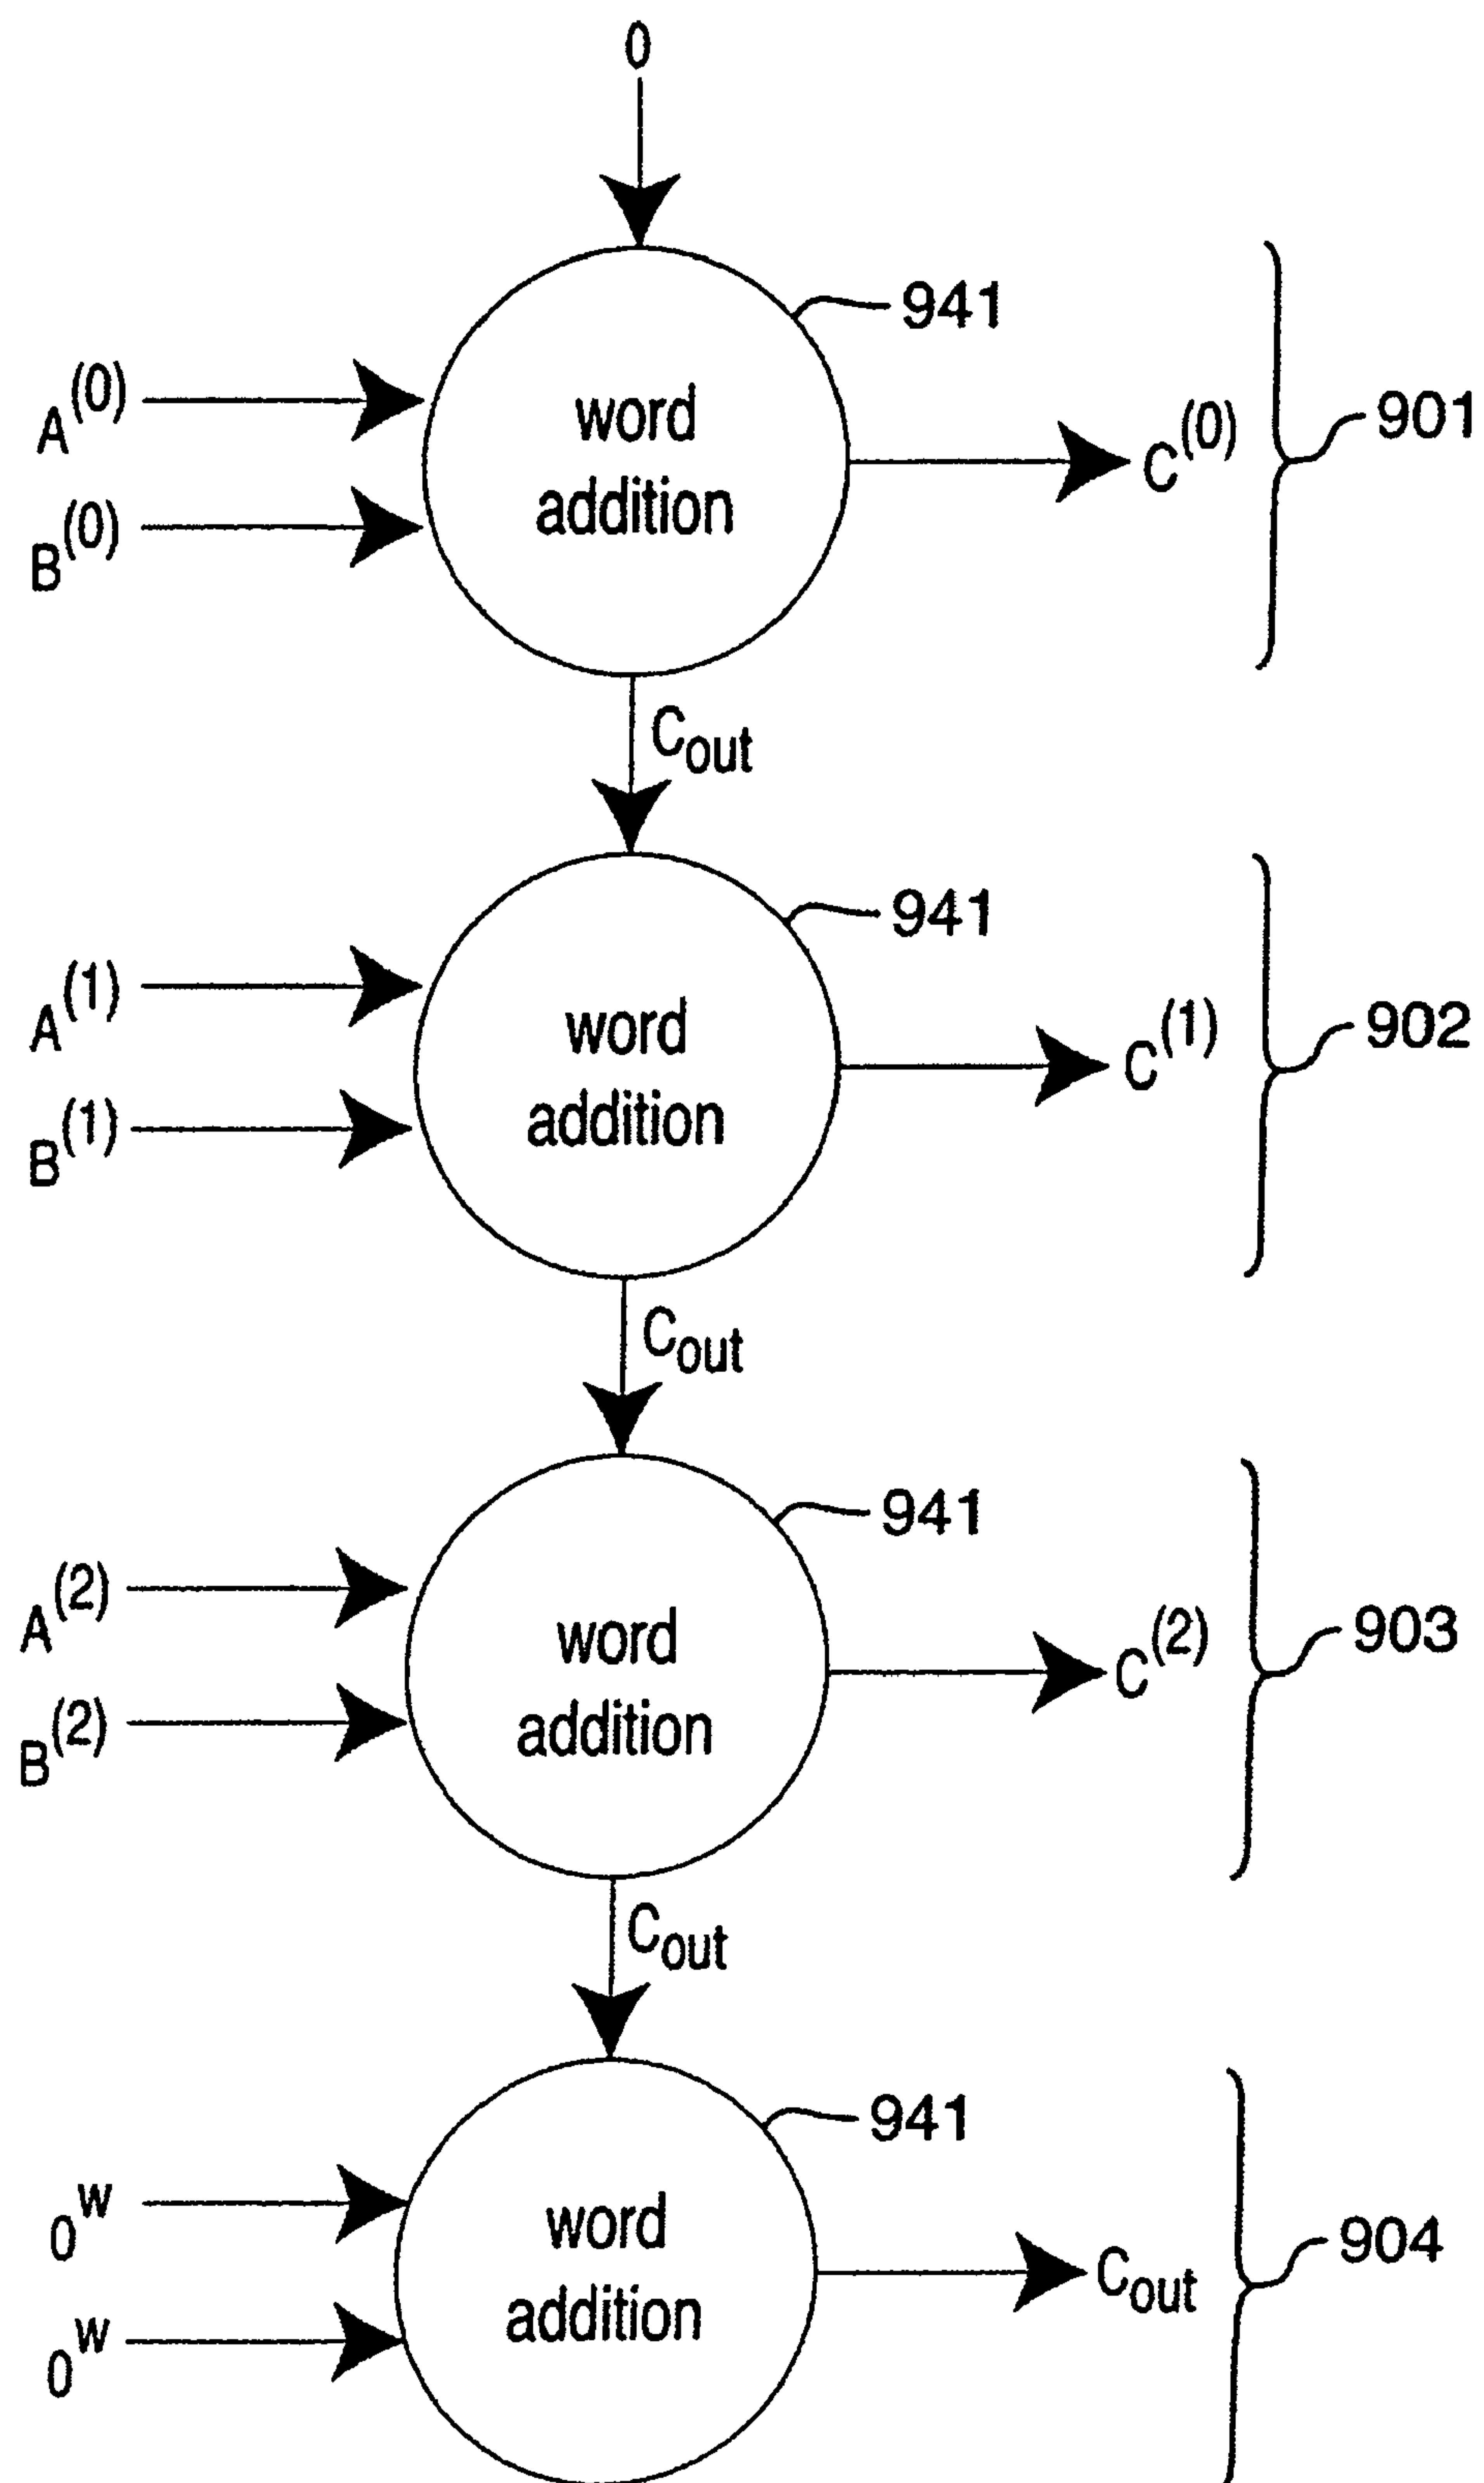 0
941
A(0)
word
addition
C(0)
901
B(0)
Cout
941
A(1)
word
addition
C(1)
902
B(1)
Cout
941
A(2)
word
addition
C(2)
903
B(2)
Cout
941
0w
word
addition
Cout
904
0w